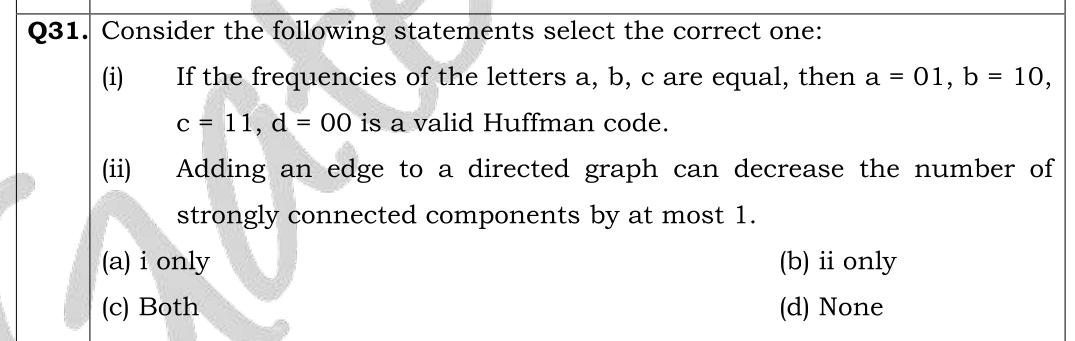 Q31. Consider the following statements select the correct one:
(i) If the frequencies of the letters a, b, c are equal, then a = 01, b = 10,
c = 11, d = 00 is a valid Huffman code.
(ii) Adding an edge to a directed graph can decrease the number of
strongly connected components by at most 1.
(a) i only (b) ii only
(c) Both (d) None